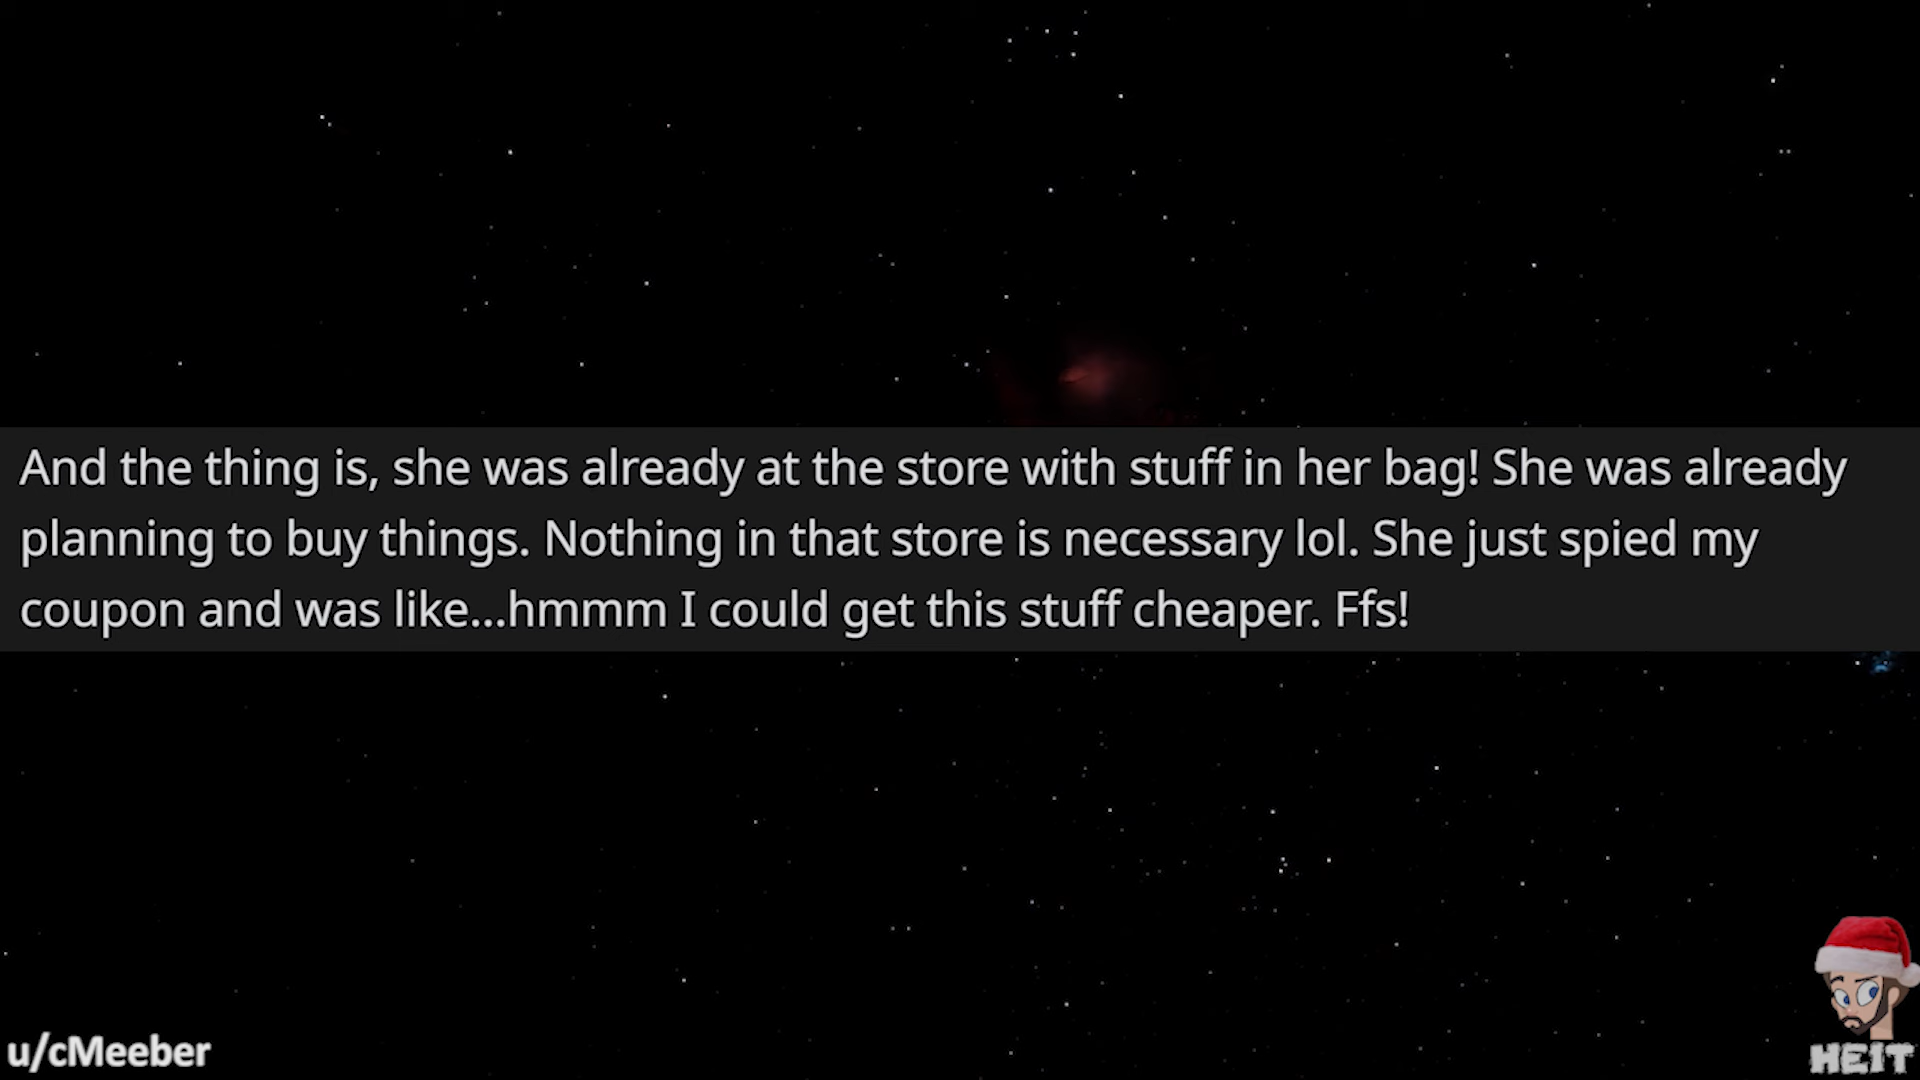 And the thing is, she was already at the store with stuff in her bag! She was already
planning to buy things. Nothing in that store is necessary lol. She just spied my
coupon and was like...hmmm I could get this stuff cheaper. Ffs!
u/cMeeber
HEIT